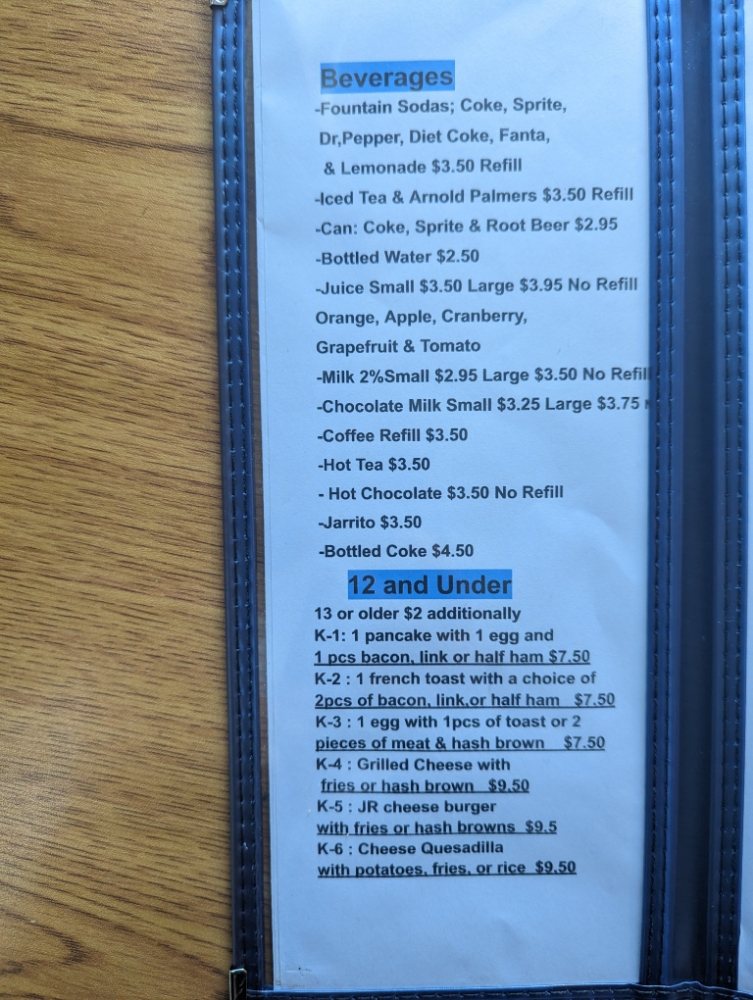 Beverages
-Fountain Sodas; Coke, Sprite,
Dr,Pepper, Diet Coke, Fanta,
& Lemonade $3.50 Refill
-Iced Tea & Arnold Palmers $3.50 Refill
-Can: Coke, Sprite & Root Beer $2.95
-Bottled Water $2.50
-Juice Small $3.50 Large $3.95 No Refill
Orange, Apple, Cranberry,
Grapefruit & Tomato
-Milk 2%Small $2.95 Large $3.50 No Refill
-Chocolate Milk Small $3.25 Large $3.75
-Coffee Refill $3.50
-Hot Tea $3.50
- Hot Chocolate $3.50 No Refill
-Jarrito $3.50
-Bottled Coke $4.50
12 and Under
13 or older $2 additionally
K-1: 1 pancake with 1 egg and
1 pcs bacon, link or half ham $7.50
K-2 : 1 french toast with a choice of
2pcs of bacon, link,or half ham $7.50
K-3 : 1 egg with 1pcs of toast or 2
pieces of meat & hash brown $7.50
K-4 : Grilled Cheese with
fries or hash brown $9.50
K-5 : JR cheese burger
with fries or hash browns $9.5
K-6 : Cheese Quesadilla
with potatoes, fries, or rice $9.50